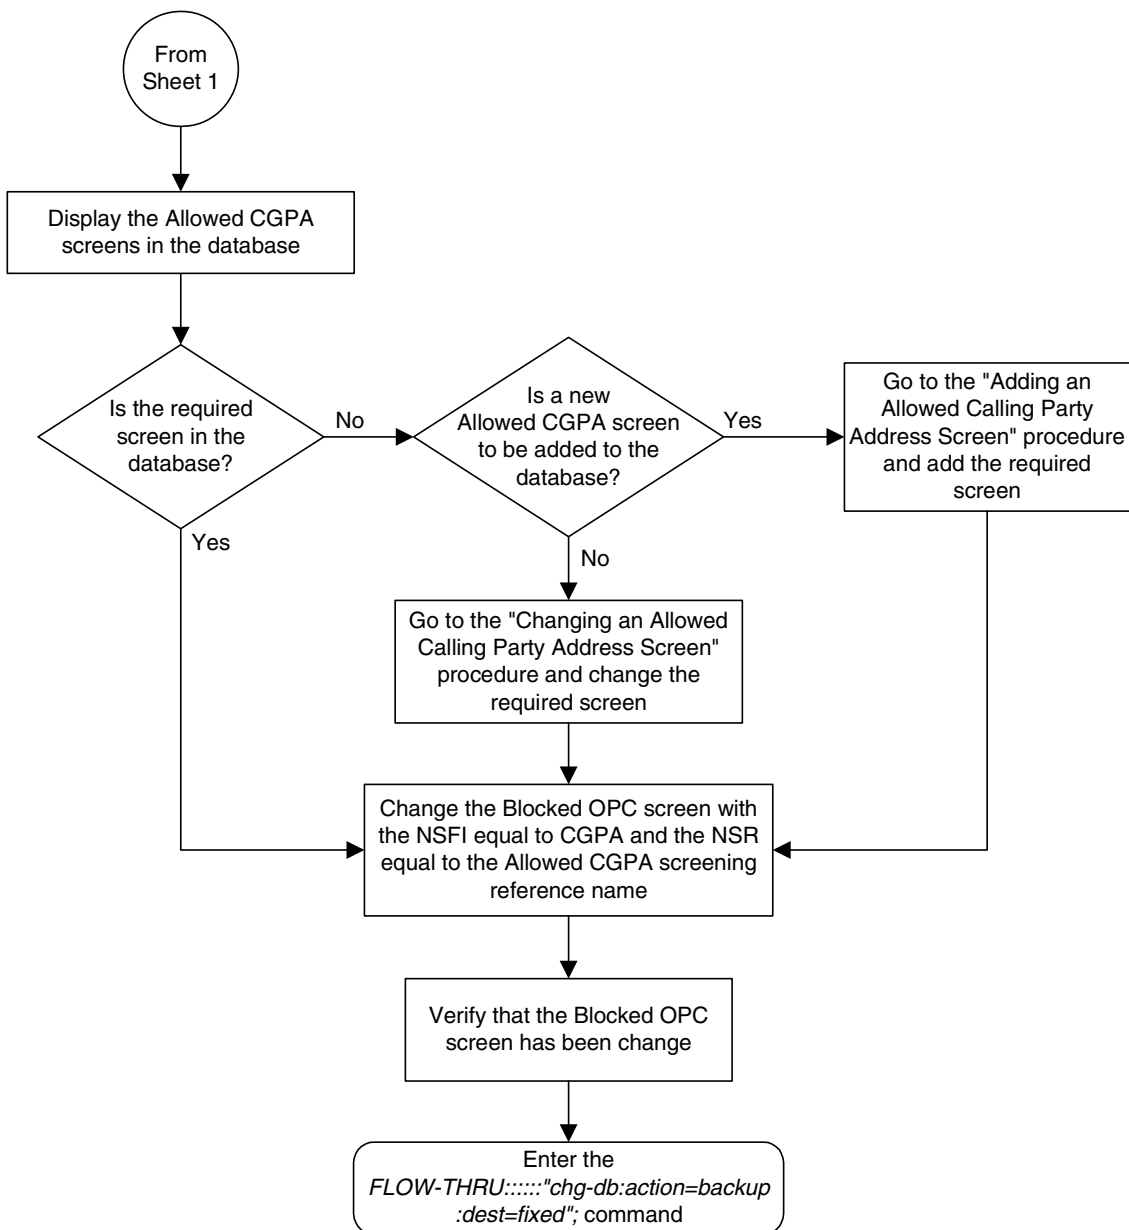 From
Sheet 1
Display the Allowed CGPA
screens in the database
Is the required
screen in the
database?
No
Yes
Is a new
Allowed CGPA screen
to be added to the
database?
Yes
No
Go to the "Adding an
Allowed Calling Party
Address Screen" procedure
and add the required
screen
Go to the "Changing an Allowed
Calling Party Address Screen"
procedure and change the
required screen
Change the Blocked OPC screen with
the NSFI equal to CGPA and the NSR
equal to the Allowed CGPA screening
reference name
Verify that the Blocked OPC
screen has been change
Enter the
FLOW-THRU::::::"chg-db:action=backup
:dest=fixed"; command